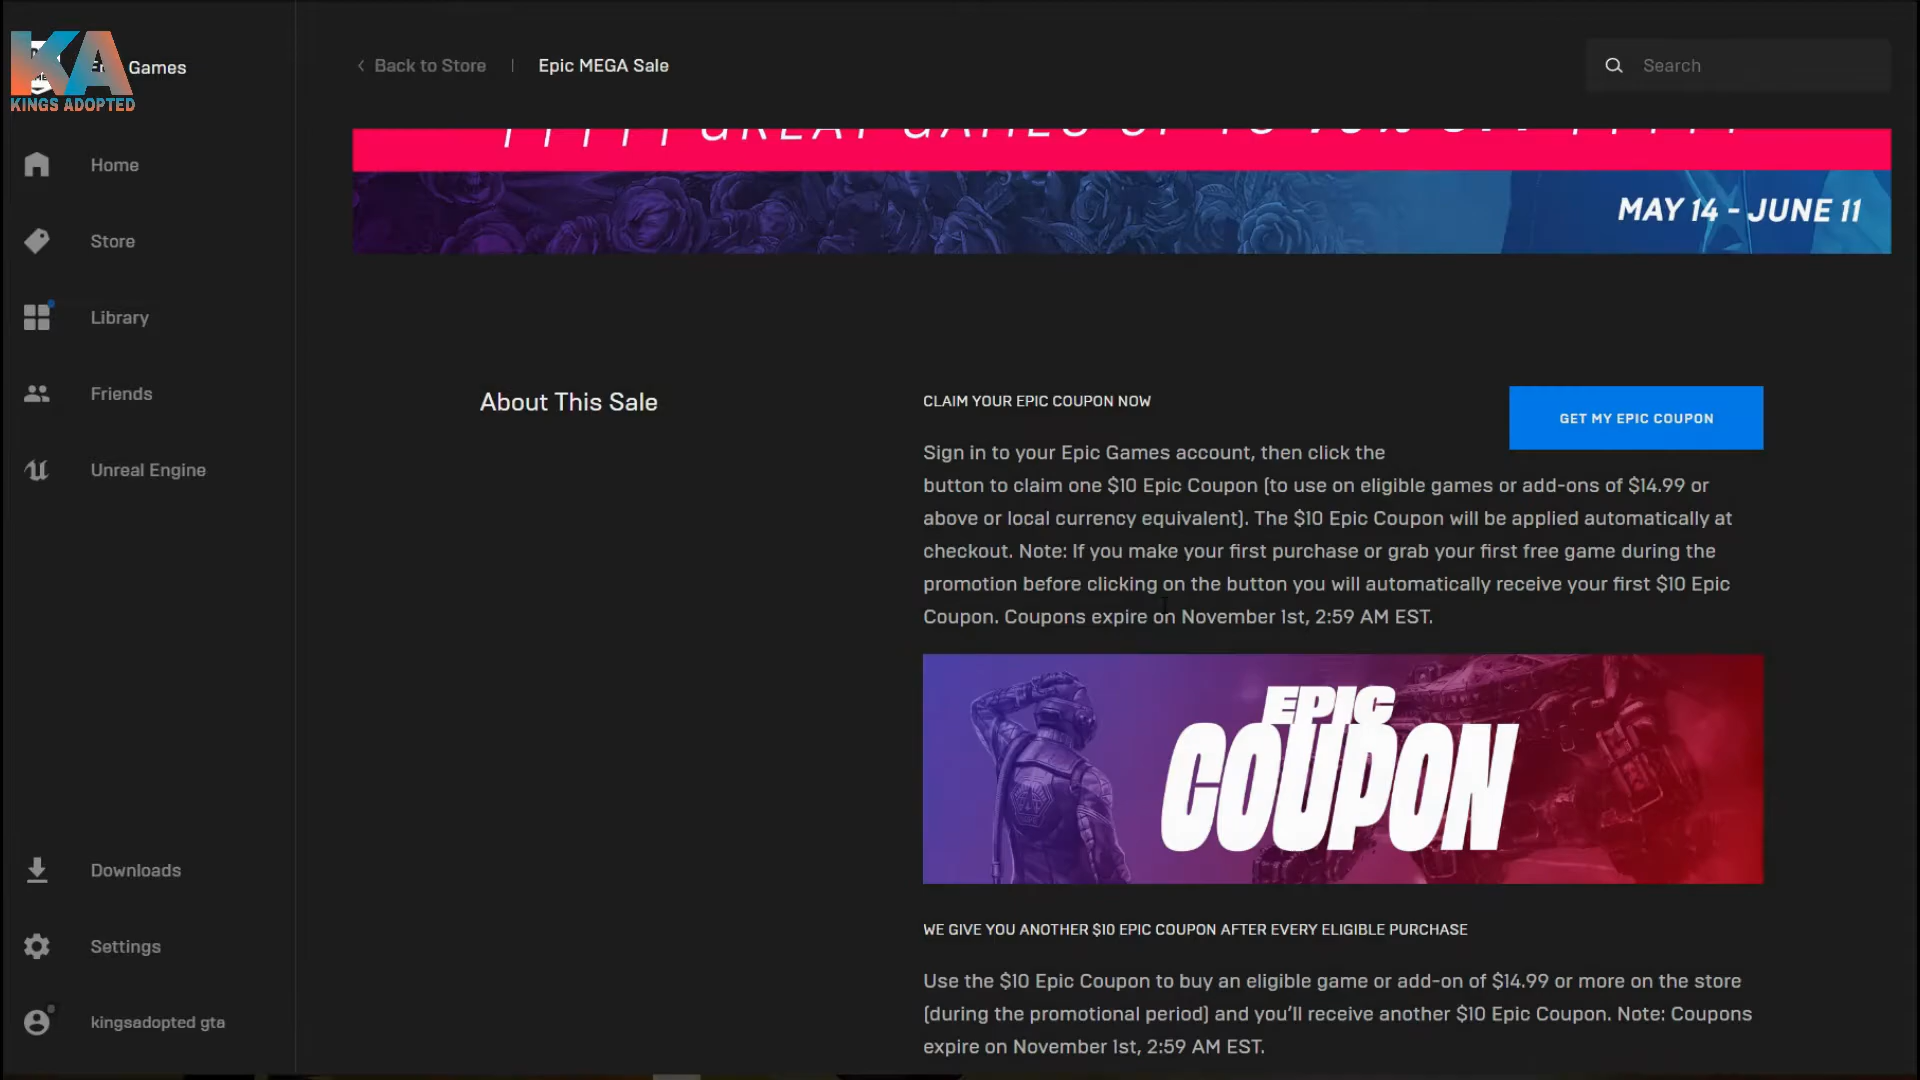 KA
KINGS ADOPTED
Games
Back to Store
Epic MEGA Sale
Search
GREAT GAMES UP TO
MAY 14 - JUNE 11
Home
Store
Library
Friends
Unreal Engine
Downloads
Settings
kingsadopted gta
About This Sale
CLAIM YOUR EPIC COUPON NOW
GET MY EPIC COUPON
Sign in to your Epic Games account, then click the
button to claim one $10 Epic Coupon (to use on eligible games or add-ons of $14.99 or
above or local currency equivalent). The $10 Epic Coupon will be applied automatically at
checkout. Note: If you make your first purchase or grab your first free game during the
promotion before clicking on the button you will automatically receive your first $10 Epic
Coupon. Coupons expire on November 1st, 2:59 AM EST.
EPIC
COUPON
WE GIVE YOU ANOTHER $10 EPIC COUPON AFTER EVERY ELIGIBLE PURCHASE
Use the $10 Epic Coupon to buy an eligible game or add-on of $14.99 or more on the store
(during the promotional period) and you'll receive another $10 Epic Coupon. Note: Coupons
expire on November 1st, 2:59 AM EST.